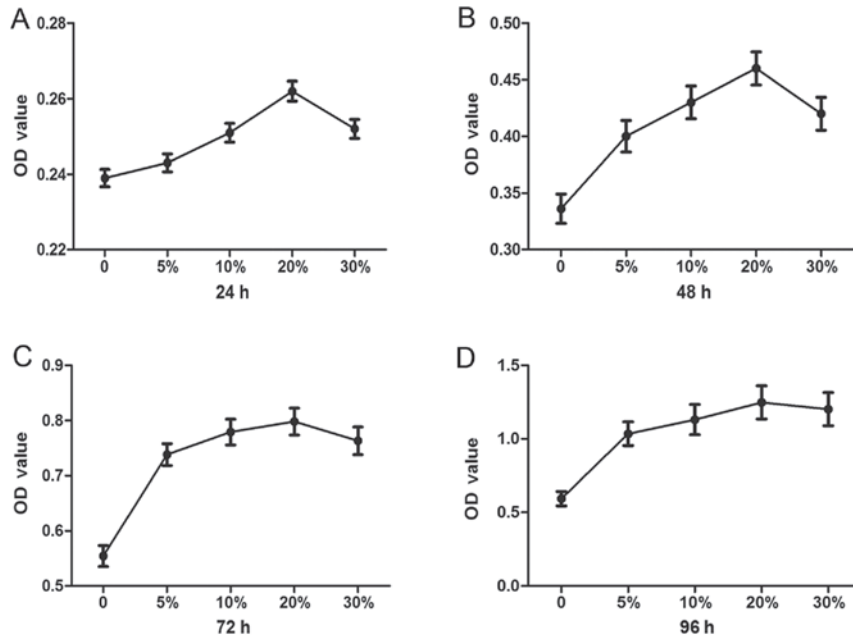 A
OD value
0.28
0.26
0.24
0.22
0 5% 10% 20% 30%
24 h
B
OD value
0.50
0.45
0.40
0.35
0.30
0 5% 10% 20% 30%
48 h
C
OD value
0.9
0.8
0.7
0.6
0.5
0 5% 10% 20% 30%
72 h
D
OD value
1.5
1.0
0.5
0.0
0 5% 10% 20% 30%
96 h